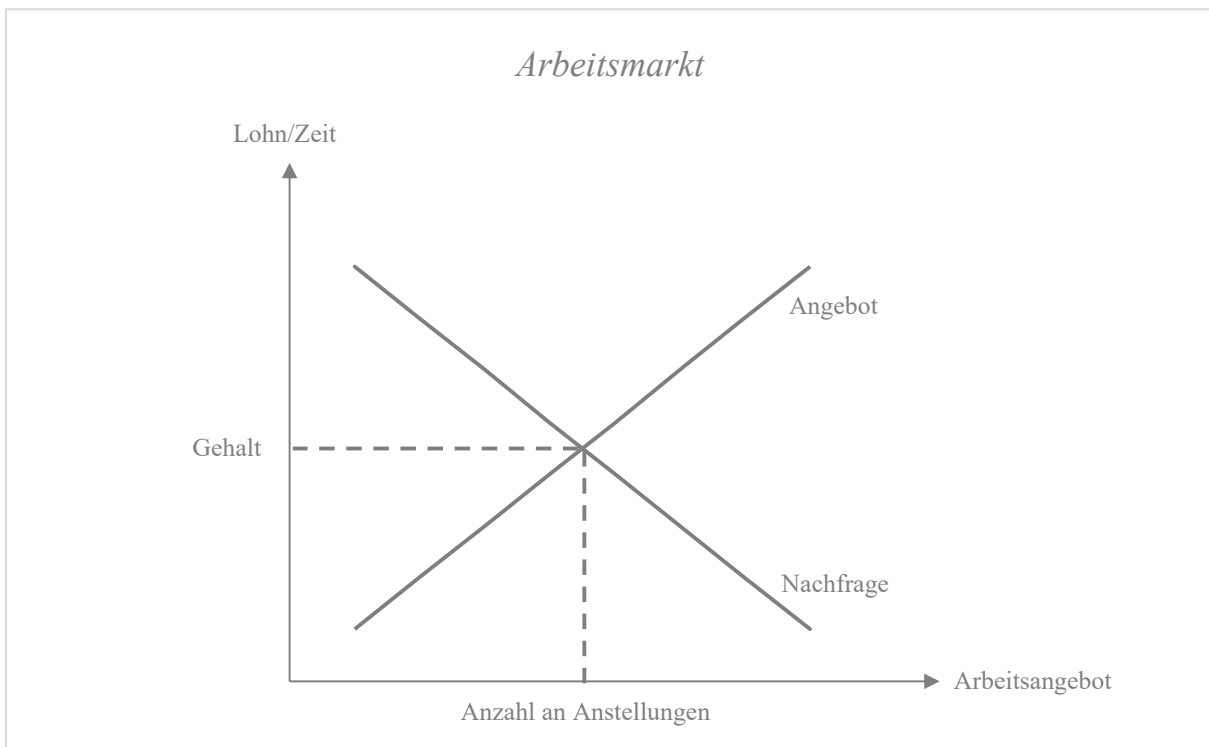 Arbeitsmarkt
Lohn/Zeit
Angebot
Gehalt
Nachfrage
Arbeitsangebot
Anzahl an Anstellungen